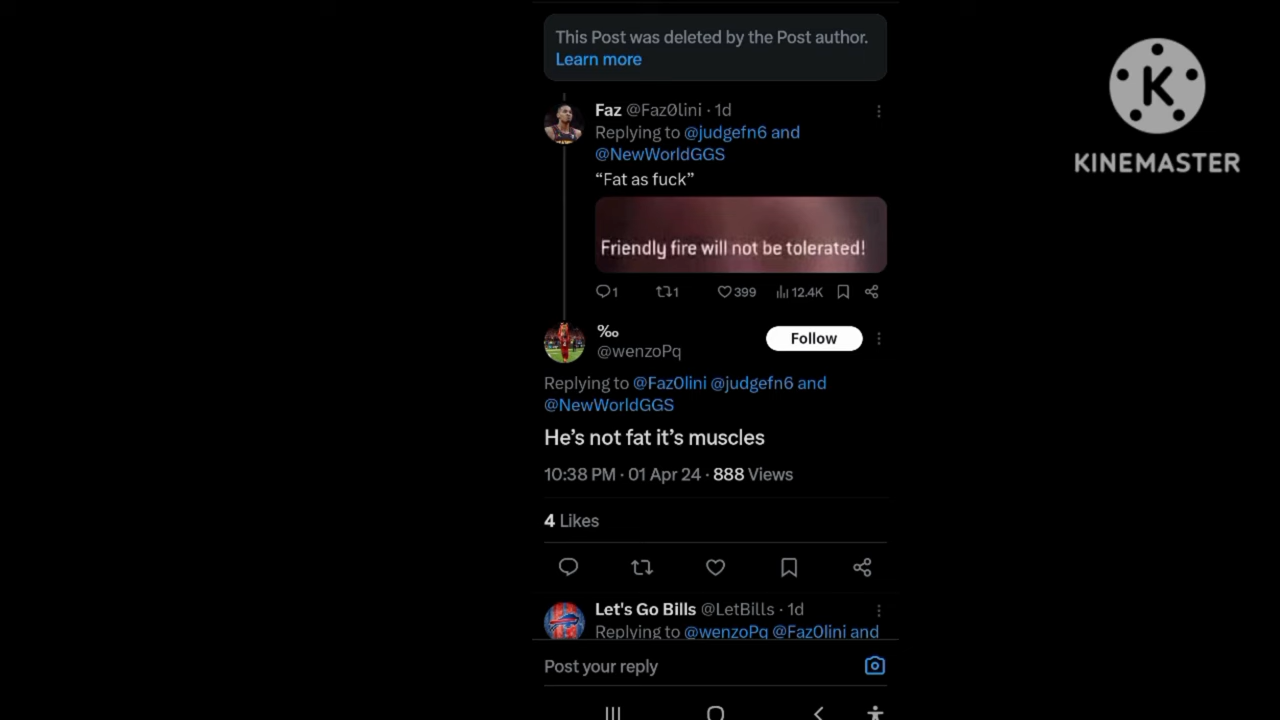 This Post was deleted by the Post author.
Learn more
Faz @Faz0lini · 1d
Replying to @judgefn6 and
@NewWorldGGS
“Fat as fuck”
Friendly fire will not be tolerated!
1 1 399 12.4K
‰
@wenzoPq
Follow
Replying to @Faz0lini @judgefn6 and
@NewWorldGGS
He’s not fat it’s muscles
10:38 PM · 01 Apr 24 · 888 Views
4 Likes
Let's Go Bills @LetBills · 1d
Replying to @wenzoPq @Faz0lini and
Post your reply
K
KINEMASTER